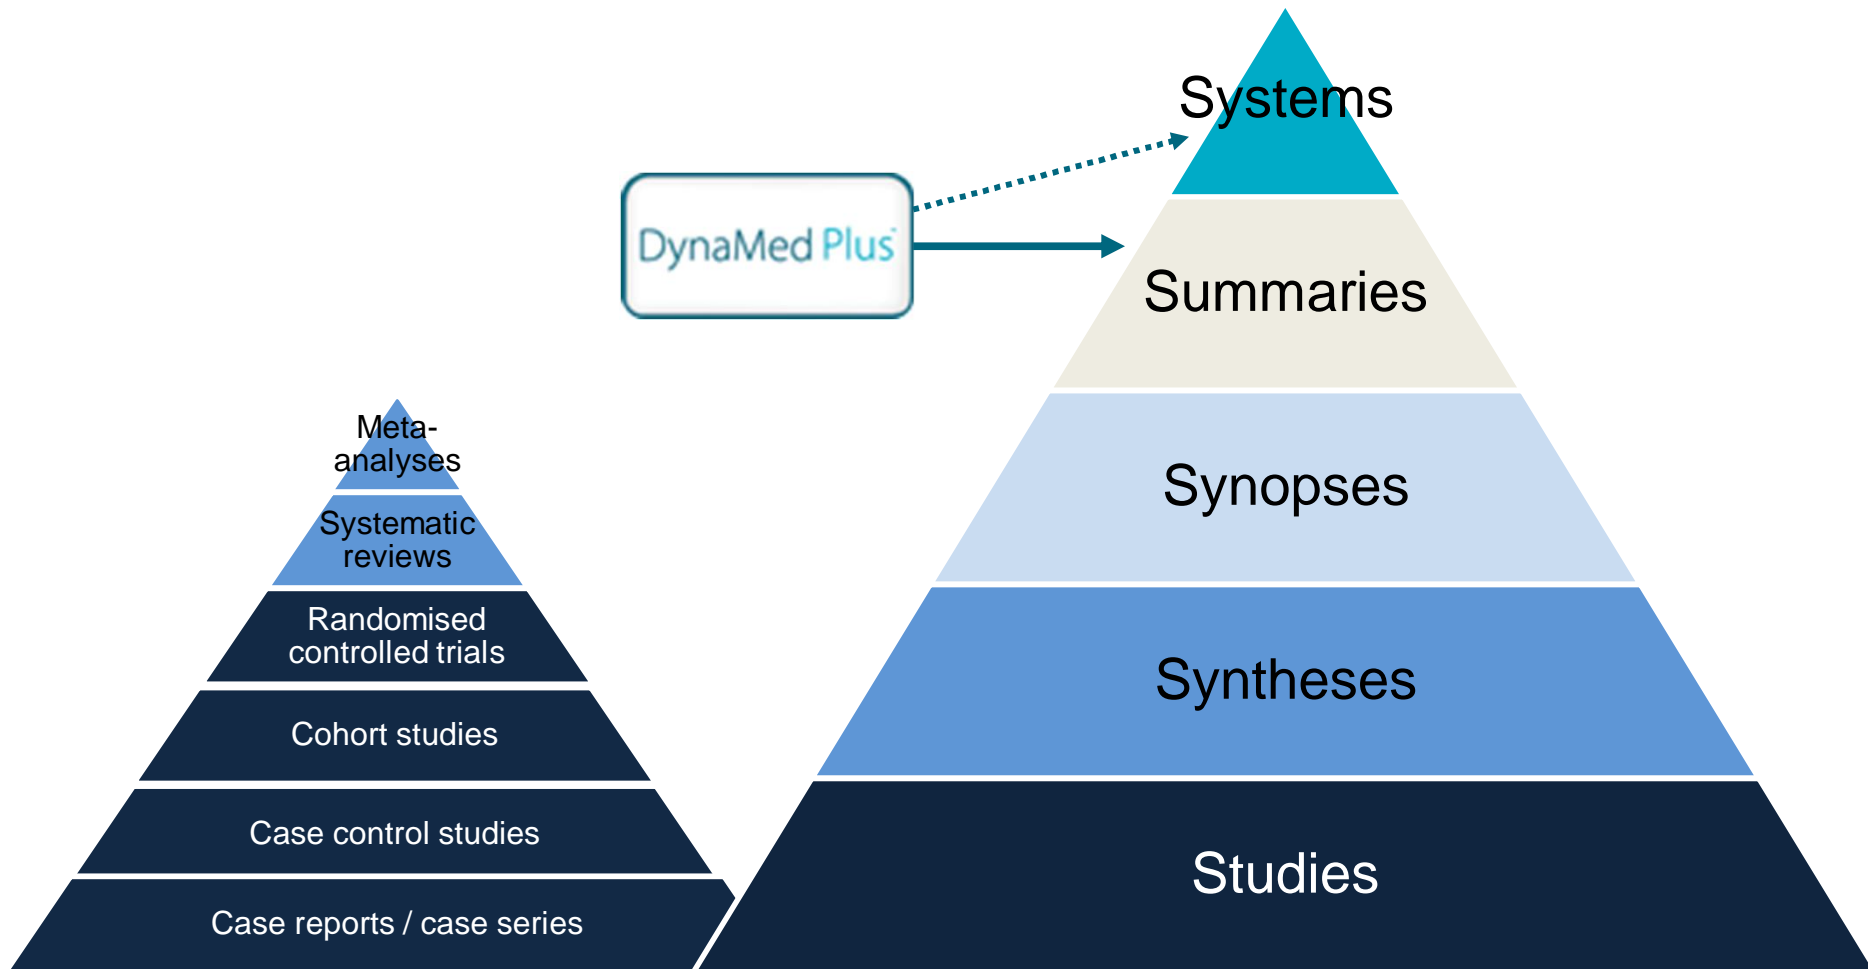 Systems
DynaMed Plus™
Summaries
Meta-
analyses
Synopses
Systematic
reviews
Randomised
controlled trials
Syntheses
Cohort studies
Case control studies
Studies
Case reports / case series